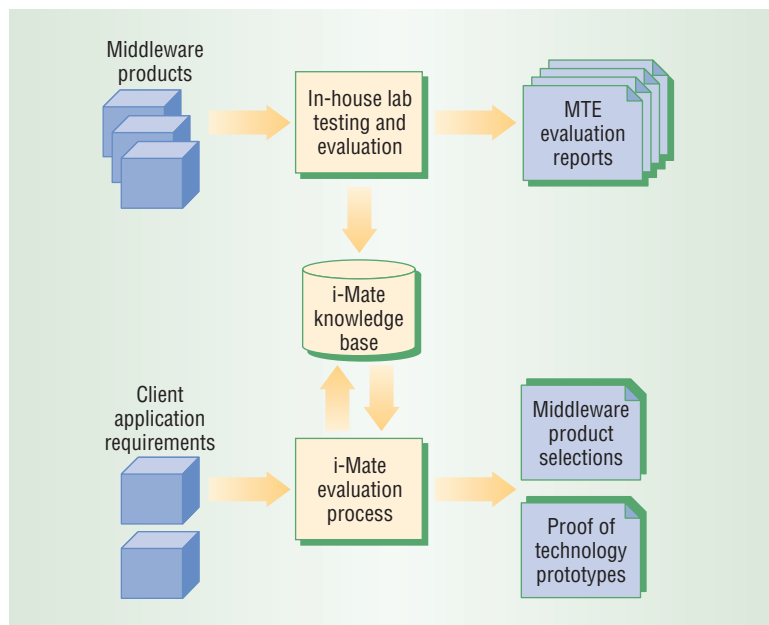 Middleware
products
In-house lab
testing and
evaluation
MTE
evaluation
reports
i-Mate
knowledge
base
Client
application
requirements
i-Mate
evaluation
process
Middleware
product
selections
Proof of
technology
prototypes